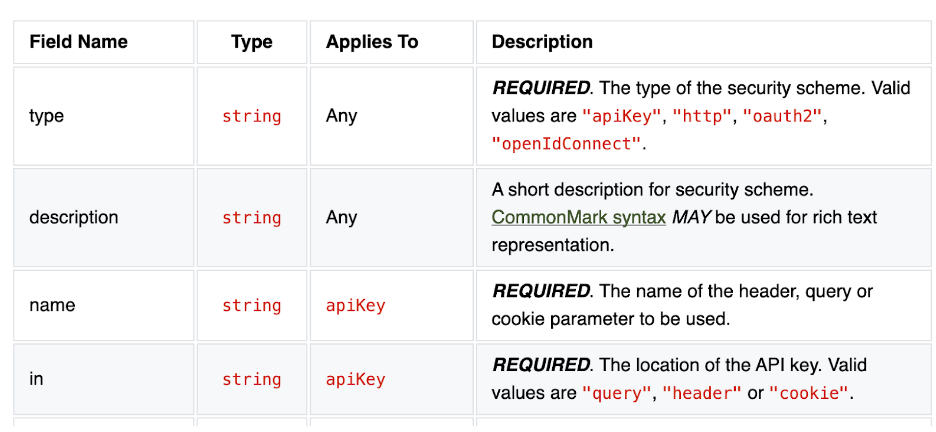 Field Name Type Applies To Description
REQUIRED. The type of the security scheme. Valid
type string Any values are "apiKey", "http", "oauth2",
"openIdConnect".
A short description for security scheme.
description string Any CommonMark syntax MAY be used for rich text
representation.
name string apiKey REQUIRED. The name of the header, query or
cookie parameter to be used.
in string apiKey REQUIRED. The location of the API key. Valid
values are "query", "header" or "cookie".